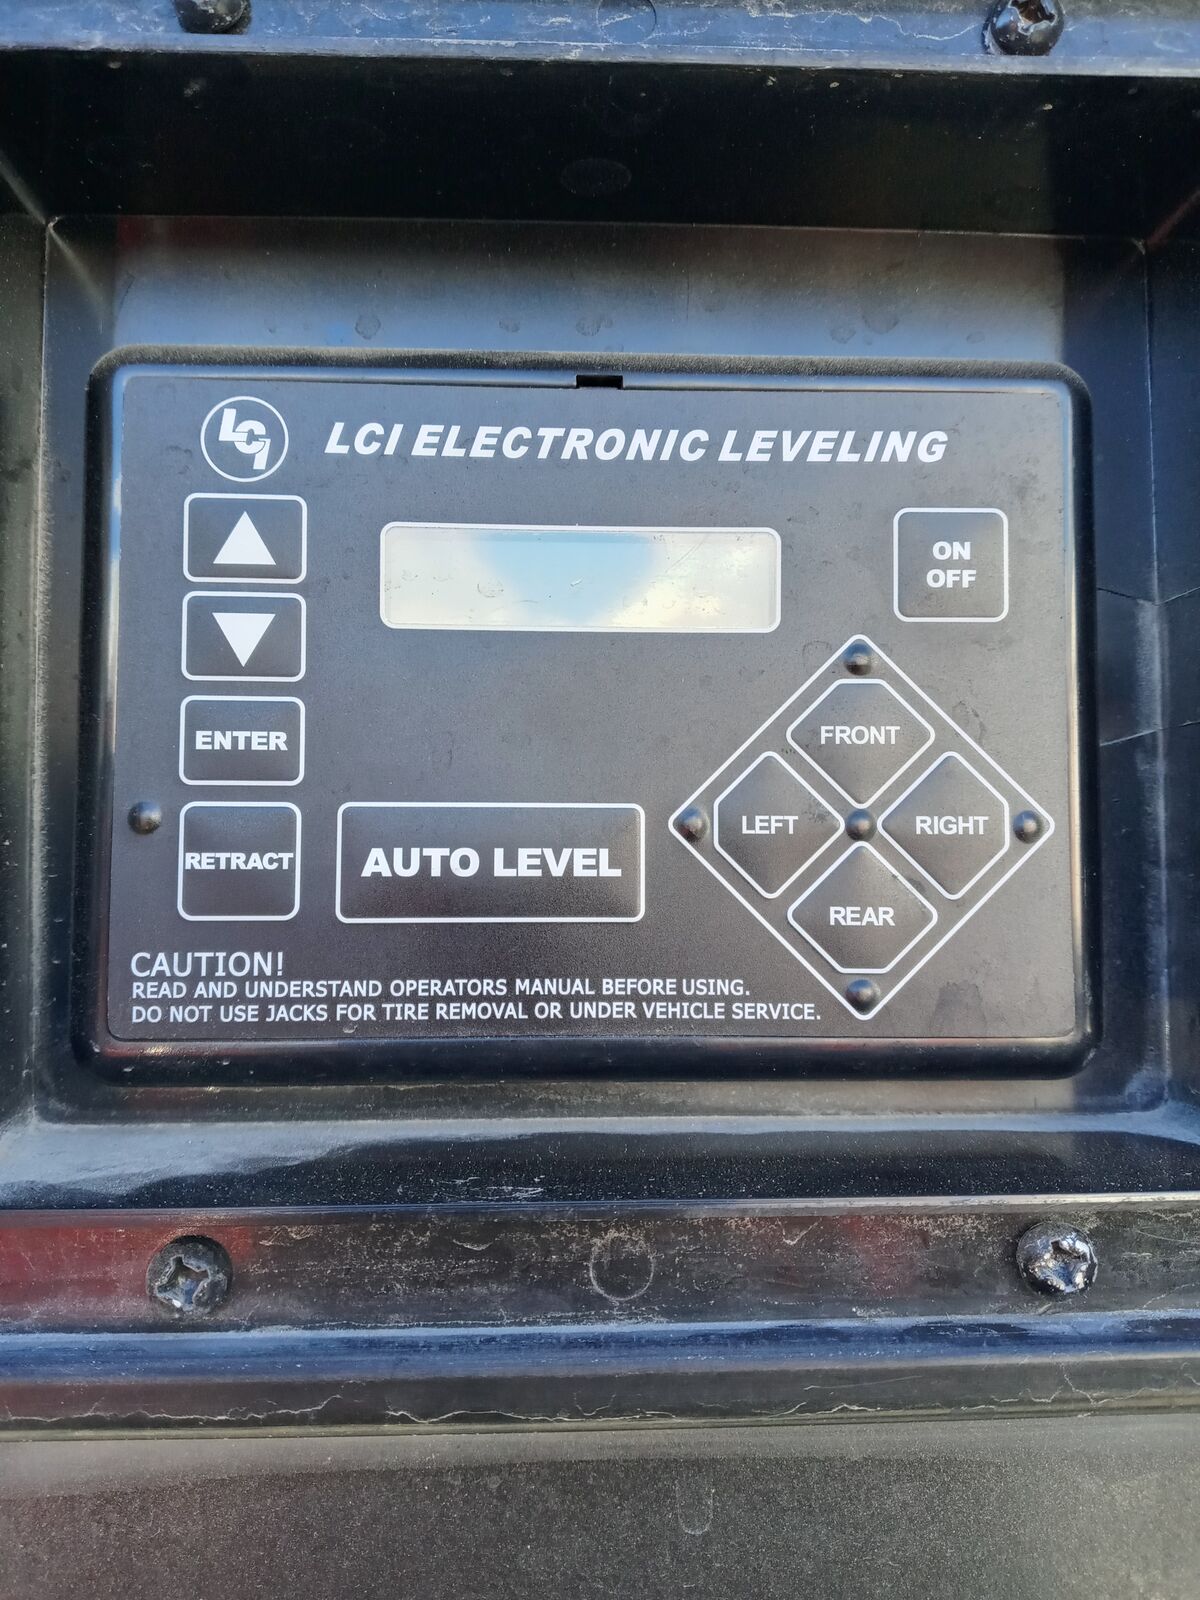 LCI LCI ELECTRONIC LEVELING
ON
OFF
ENTER
RETRACT
AUTO LEVEL
FRONT
LEFT
RIGHT
REAR
CAUTION!
READ AND UNDERSTAND OPERATORS MANUAL BEFORE USING.
DO NOT USE JACKS FOR TIRE REMOVAL OR UNDER VEHICLE SERVICE.